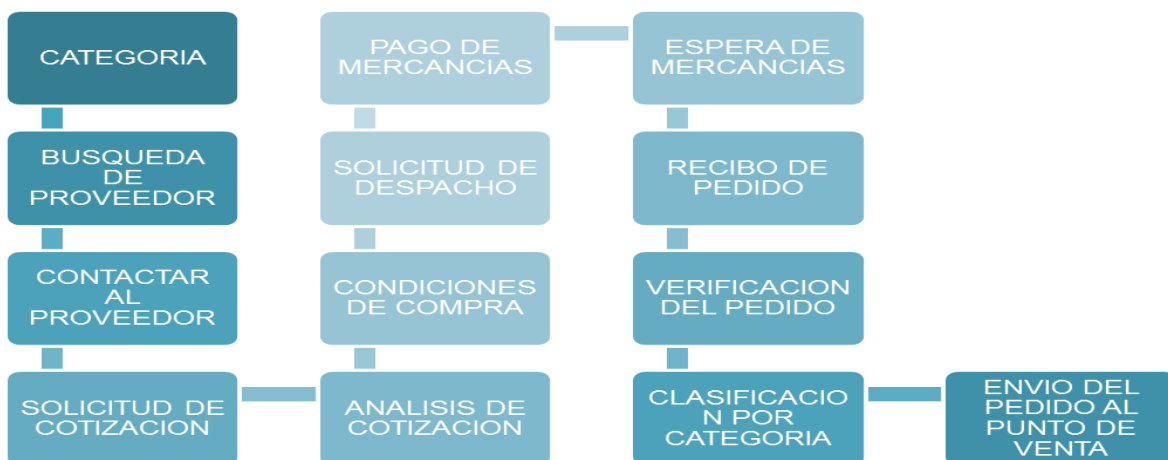 CATEGORIA
BUSQUEDA
DE
PROVEEDOR
CONTACTAR
AL
PROVEEDOR
SOLICITUD DE
COTIZACION
ANALISIS DE
COTIZACION
CONDICIONES
DE COMPRA
SOLICITUD DE
DESPACHO
PAGO DE
MERCANCIAS
ESPERA DE
MERCANCIAS
RECIBO DE
PEDIDO
VERIFICACION
DEL PEDIDO
CLASIFICACIO
N POR
CATEGORIA
ENVIO DEL
PEDIDO AL
PUNTO DE
VENTA